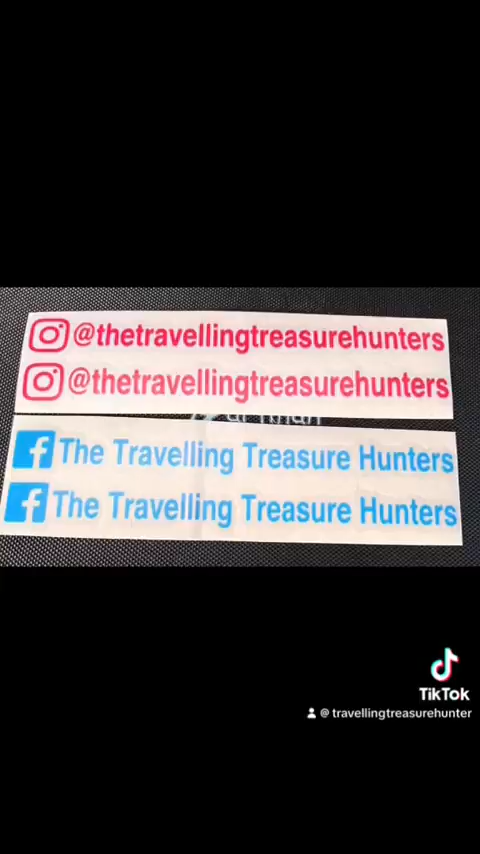 @thetravellingtreasurehunters
@thetravellingtreasurehunters
The Travelling Treasure Hunters
The Travelling Treasure Hunters
TikTok
@ travellingtreasurehunter